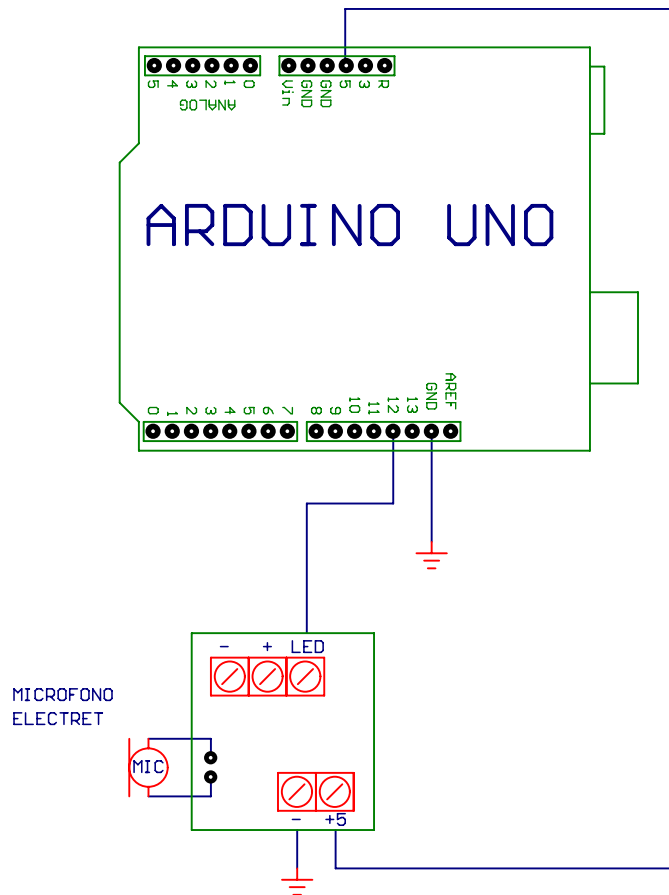 5 4 3 2 1 0
Vin GND GND 5 3 R
ANALOG
ARDUINO UNO
0 1 2 3 4 5 6 7
8 9 10 11 12 13 GND AREF
- + LED
MICROFONO
ELECTRET
MIC
- +5